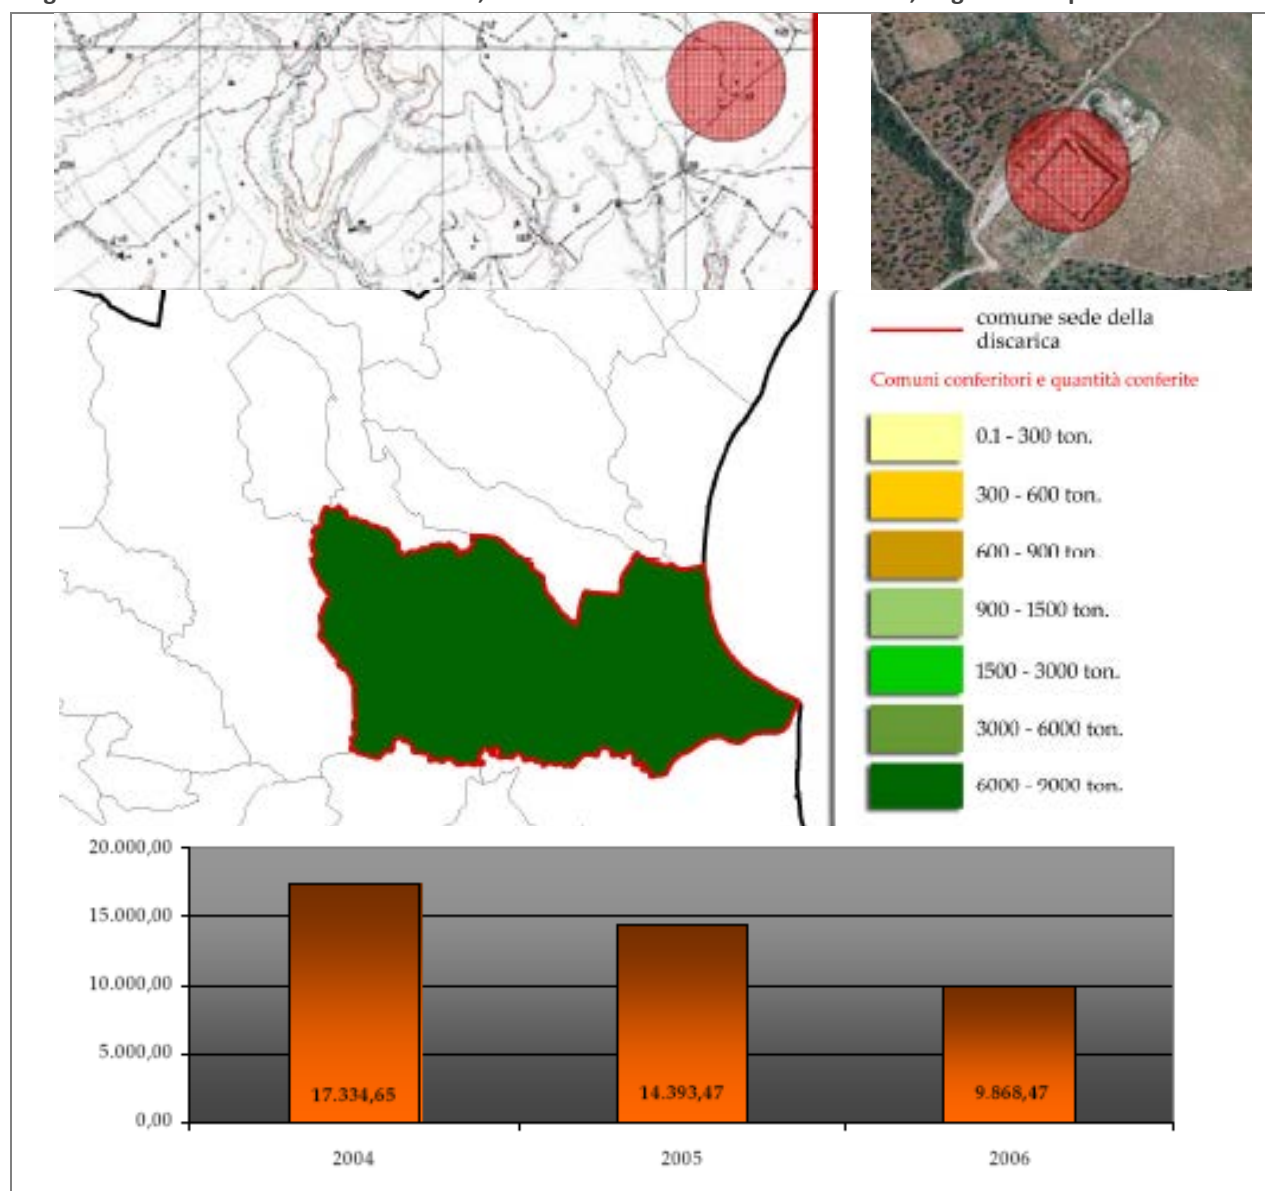 comune sede della
discarica
Comuni conferitori e quantità conferite
0.1 - 300 ton.
300 - 600 ton.
600 - 900 ton.
900 - 1500 ton.
1500 - 3000 ton.
3000 - 6000 ton.
6000 - 9000 ton.
20.000,00
15.000,00
10.000,00
5.000,00
0,00
17.334,65
14.393,47
9.868,47
2004
2005
2006